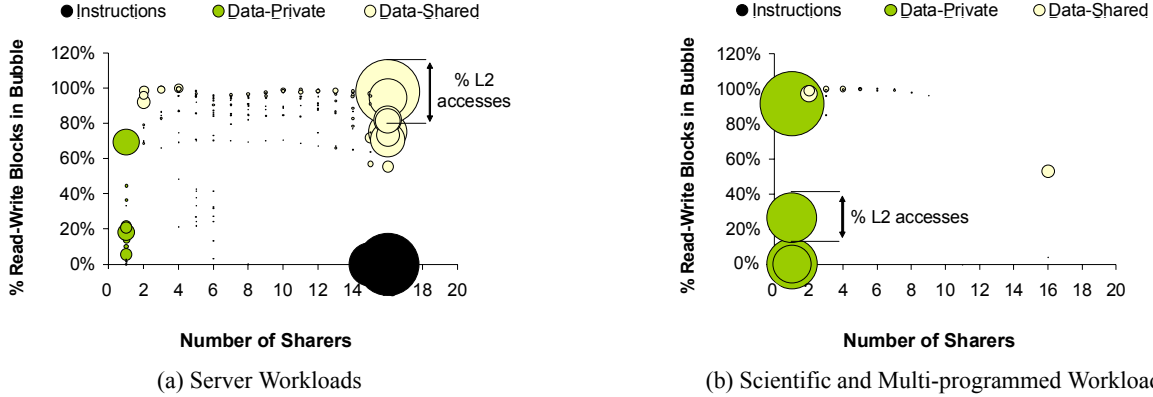 Instructions Data-Private Data-Shared
% Read-Write Blocks in Bubble
120%
100%
80%
60%
40%
20%
0%
% L2
accesses
0 2 4 6 8 10 12 14 16 18 20
Number of Sharers
(a) Server Workloads
Instructions Data-Private Data-Shared
% Read-Write Blocks in Bubble
120%
100%
80%
60%
40%
20%
0%
% L2 accesses
0 2 4 6 8 10 12 14 16 18 20
Number of Sharers
(b) Scientific and Multi-programmed Workload